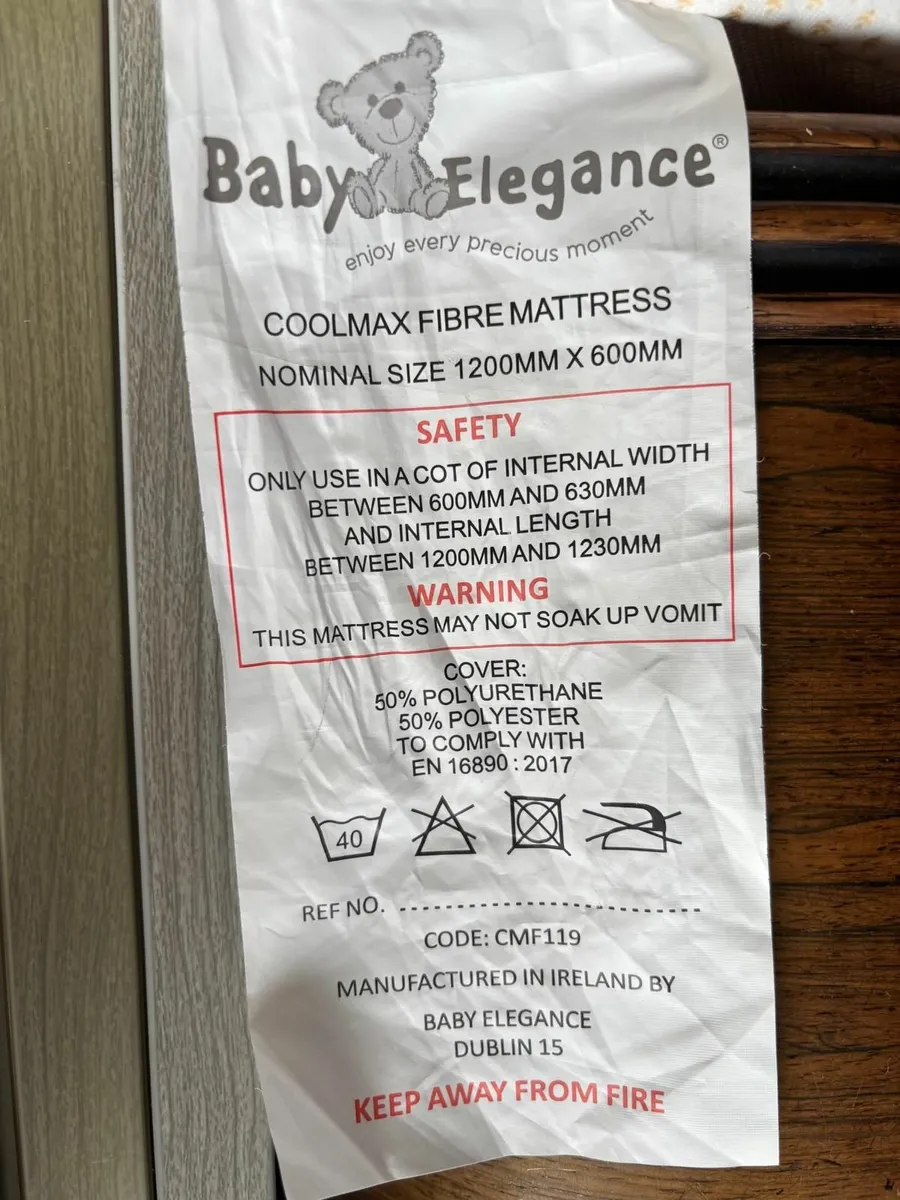 Baby Elegance®
enjoy every precious moment
COOLMAX FIBRE MATTRESS
NOMINAL SIZE 1200MM X 600MM
SAFETY
ONLY USE IN A COT OF INTERNAL WIDTH
BETWEEN 600MM AND 630MM
AND INTERNAL LENGTH
BETWEEN 1200MM AND 1230MM
WARNING
THIS MATTRESS MAY NOT SOAK UP VOMIT
COVER:
50% POLYURETHANE
50% POLYESTER
TO COMPLY WITH
EN 16890 : 2017
40
REF NO. --------------------------------
CODE: CMF119
MANUFACTURED IN IRELAND BY
BABY ELEGANCE
DUBLIN 15
KEEP AWAY FROM FIRE